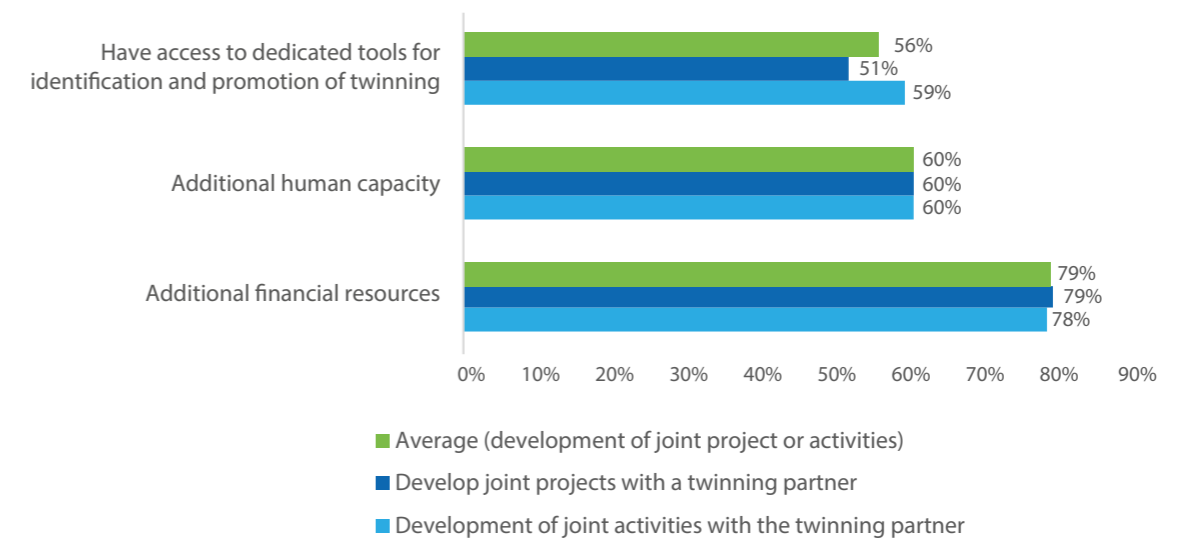 Have access to dedicated tools for
identification and promotion of twinning
56%
51%
59%
Additional human capacity
60%
60%
60%
Additional financial resources
79%
79%
78%
0% 10% 20% 30% 40% 50% 60% 70% 80% 90%
Average (development of joint project or activities)
Develop joint projects with a twinning partner
Development of joint activities with the twinning partner